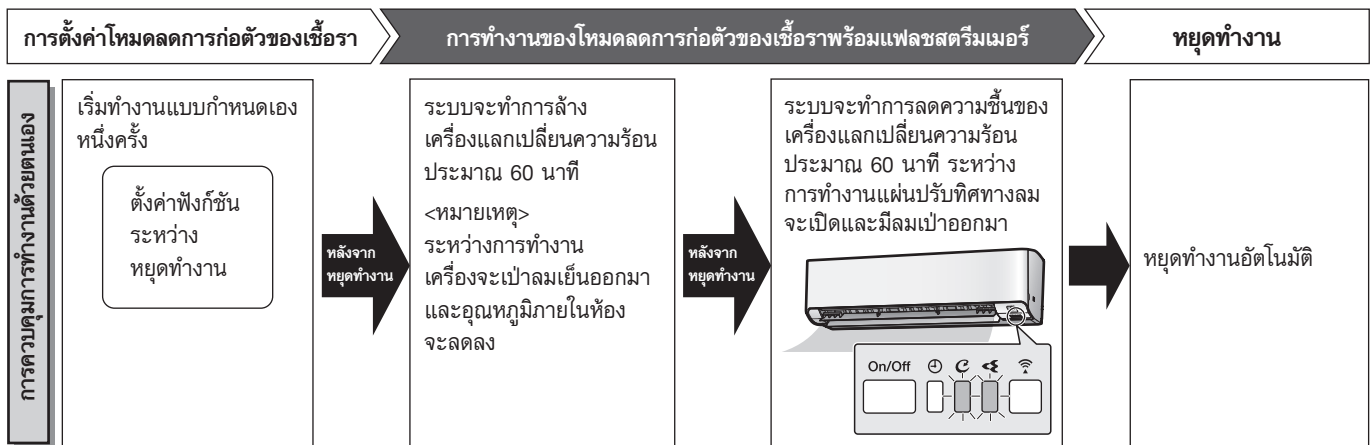 การตั้งค่าโหมดลดการก่อตัวของเชื้อรา
การทำงานของโหมดลดการก่อตัวของเชื้อราพร้อมแฟลชสตรีมเมอร์
หยุดทำงาน
การควบคุมการทำงานด้วยตนเอง
เริ่มทำงานแบบกำหนดเอง
หนึ่งครั้ง
ตั้งค่าฟังก์ชัน
ระหว่าง
หยุดทำงาน
หลังจาก
หยุดทำงาน
ระบบจะทำการล้าง
เครื่องแลกเปลี่ยนความร้อน
ประมาณ 60 นาที
<หมายเหตุ>
ระหว่างการทำงาน
เครื่องจะเป่าลมเย็นออกมา
และอุณหภูมิภายในห้อง
จะลดลง
หลังจาก
หยุดทำงาน
ระบบจะทำการลดความชื้นของ
เครื่องแลกเปลี่ยนความร้อน
ประมาณ 60 นาที ระหว่าง
การทำงานแผ่นปรับทิศทางลม
จะเปิดและมีลมเป่าออกมา
On/Off
หยุดทำงานอัตโนมัติ